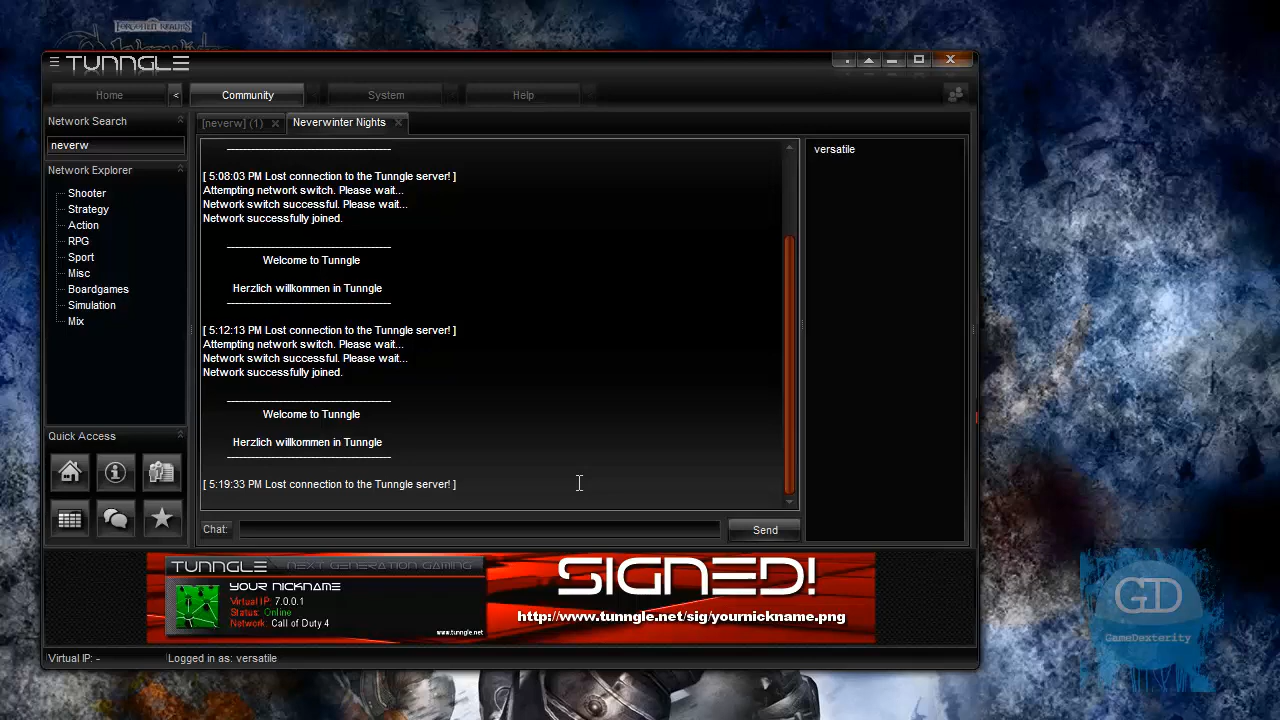 FORGOTTEN REALMS
TUNNGLE
Home
<
Community
System
Help
Network Search
neverw
Network Explorer
Shooter
Strategy
Action
RPG
Sport
Misc
Boardgames
Simulation
Mix
Quick Access
[neverw] (1)
Neverwinter Nights
[ 5:08:03 PM Lost connection to the Tunngle server! ]
Attempting network switch. Please wait...
Network switch successful. Please wait...
Network successfully joined.
Welcome to Tunngle
Herzlich willkommen in Tunngle
[ 5:12:13 PM Lost connection to the Tunngle server! ]
Attempting network switch. Please wait...
Network switch successful. Please wait...
Network successfully joined.
Welcome to Tunngle
Herzlich willkommen in Tunngle
[ 5:19:33 PM Lost connection to the Tunngle server! ]
versatile
Chat:
Send
TUNNGLE NEXT GENERATION GAMING
YOUR NICKNAME
Virtual IP: 7.0.0.1
Status: Online
Network: Call of Duty 4
www.tunngle.net
SIGNED!
http://www.tunngle.net/sig/yournickname.png
Virtual IP: -
Logged in as: versatile
GD
GameDexterity